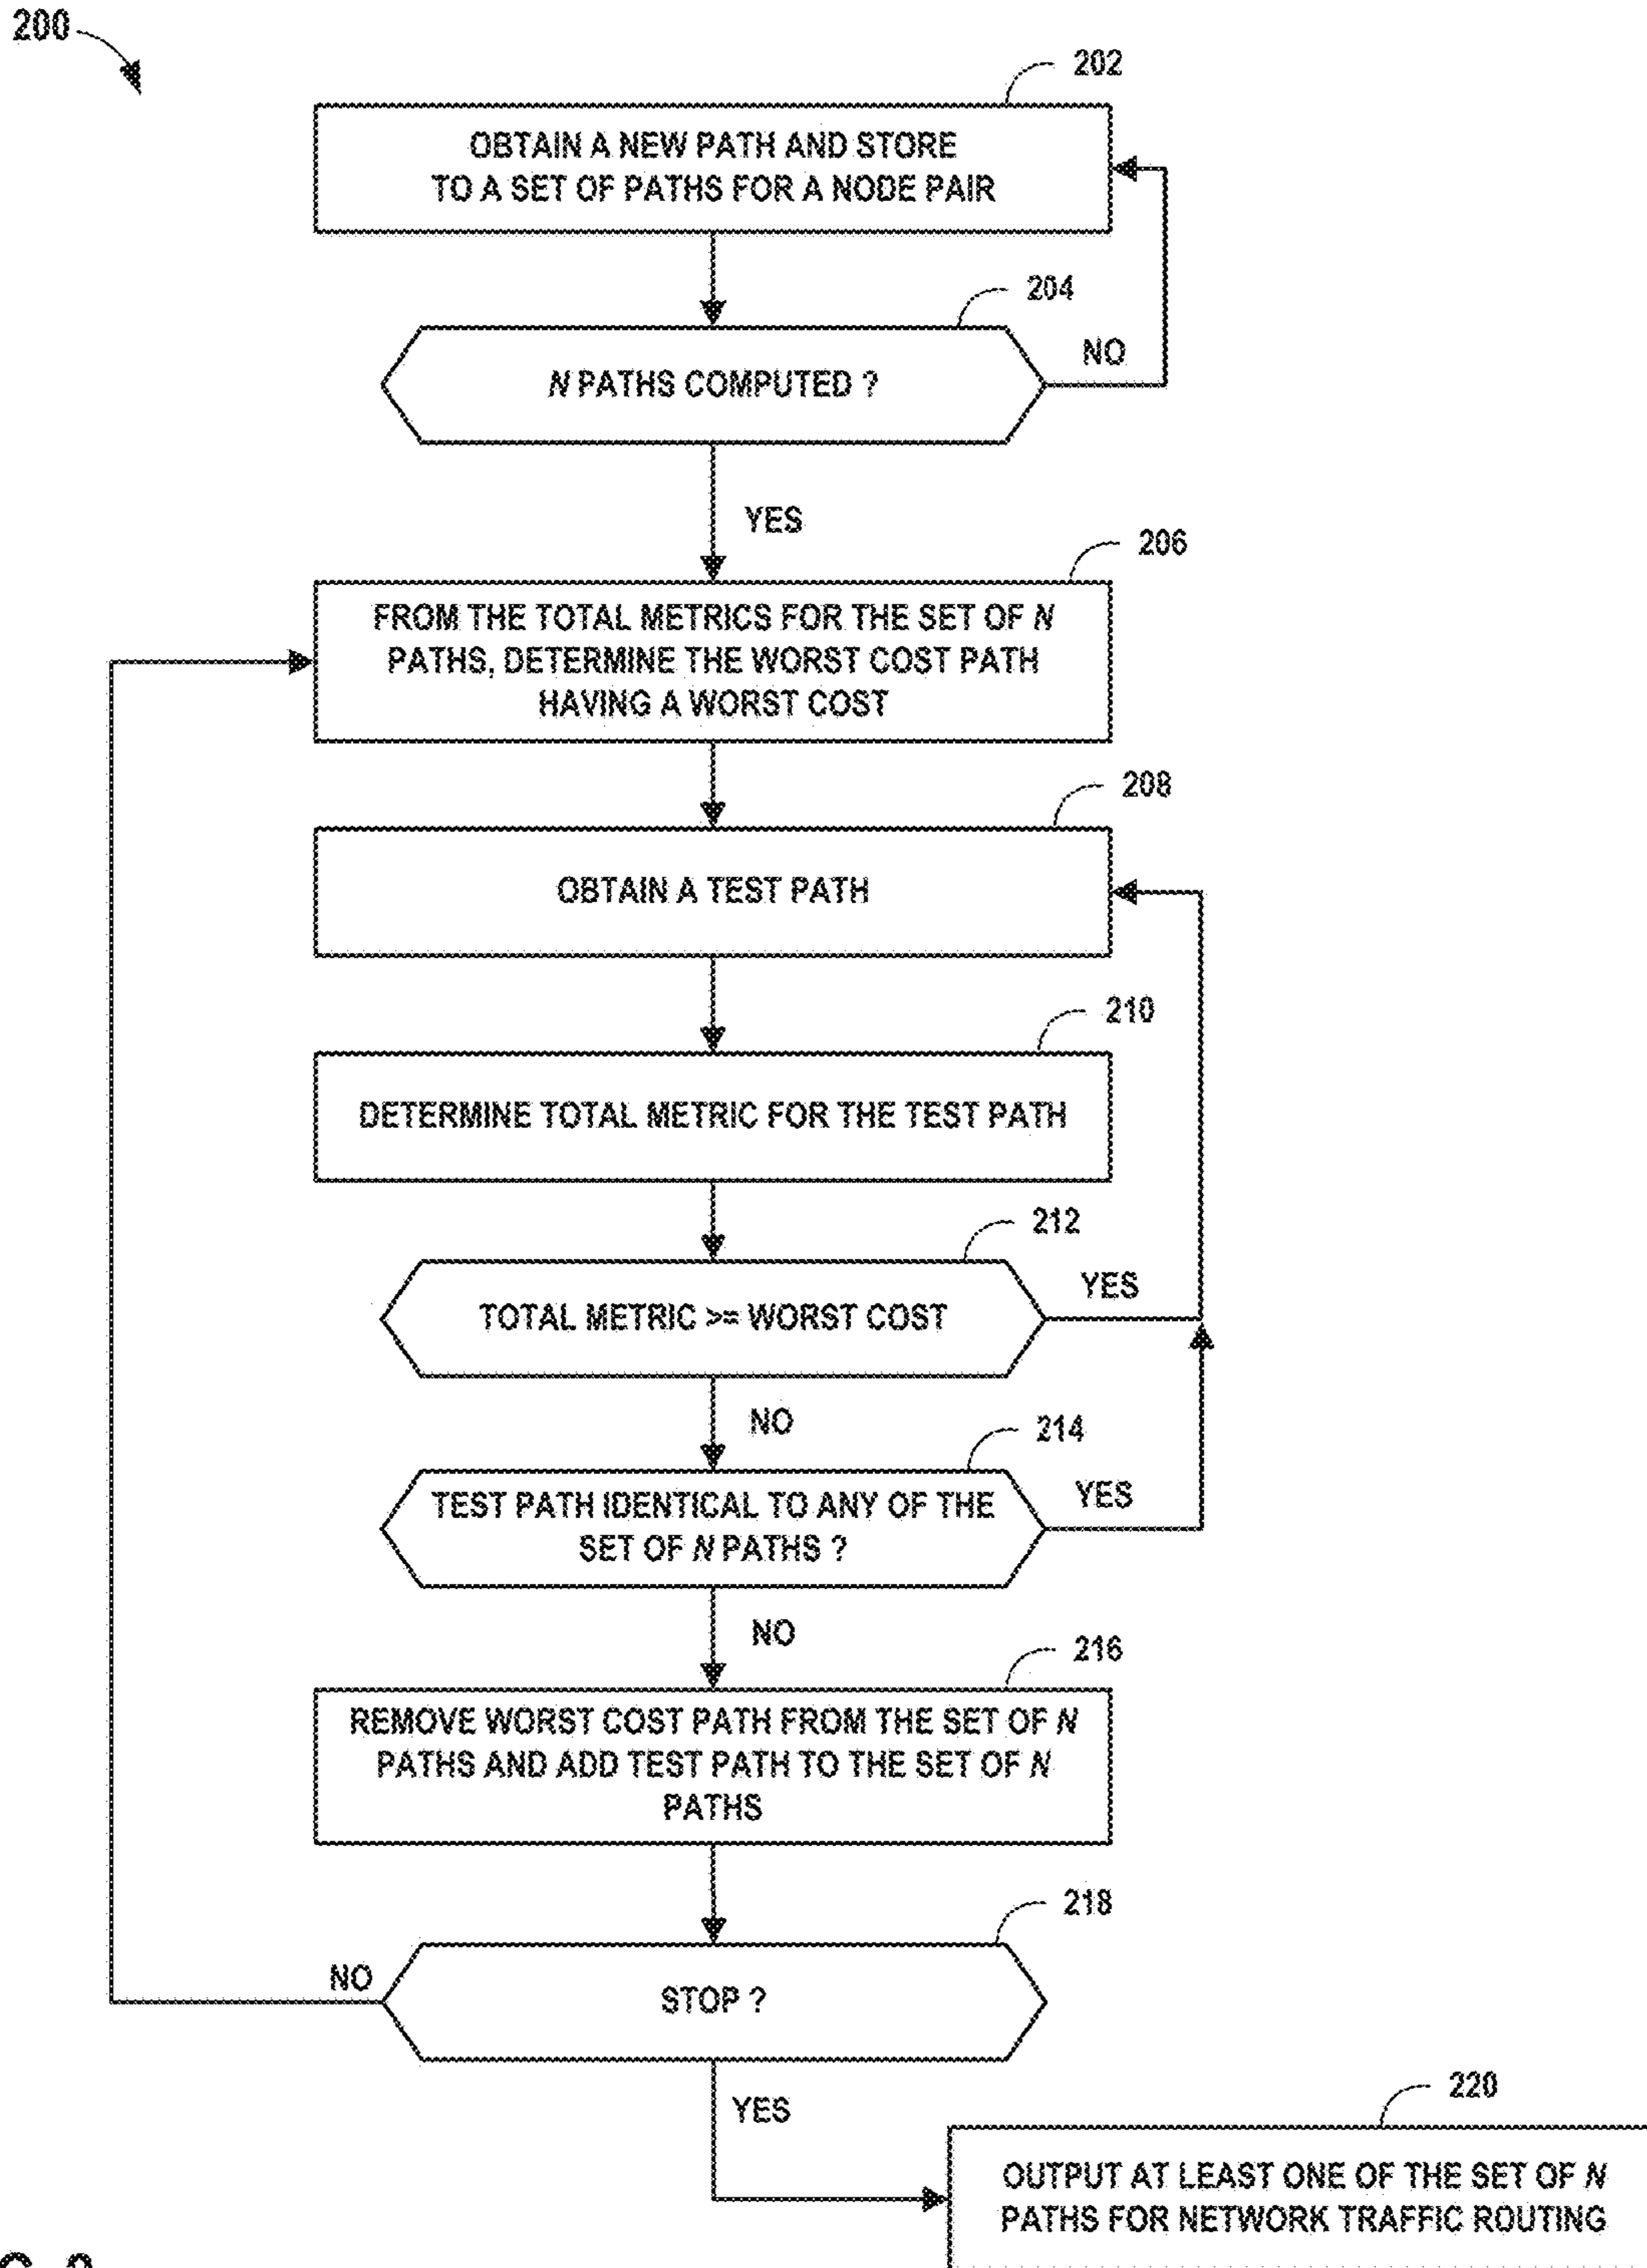 200
202
OBTAIN A NEW PATH AND STORE
TO A SET OF PATHS FOR A NODE PAIR
204
N PATHS COMPUTED ?
NO
YES
206
FROM THE TOTAL METRICS FOR THE SET OF N
PATHS, DETERMINE THE WORST COST PATH
HAVING A WORST COST
208
OBTAIN A TEST PATH
210
DETERMINE TOTAL METRIC FOR THE TEST PATH
212
TOTAL METRIC >= WORST COST
YES
NO
214
TEST PATH IDENTICAL TO ANY OF THE
SET OF N PATHS ?
YES
NO
216
REMOVE WORST COST PATH FROM THE SET OF N
PATHS AND ADD TEST PATH TO THE SET OF N
PATHS
218
STOP ?
NO
YES
220
OUTPUT AT LEAST ONE OF THE SET OF N
PATHS FOR NETWORK TRAFFIC ROUTING